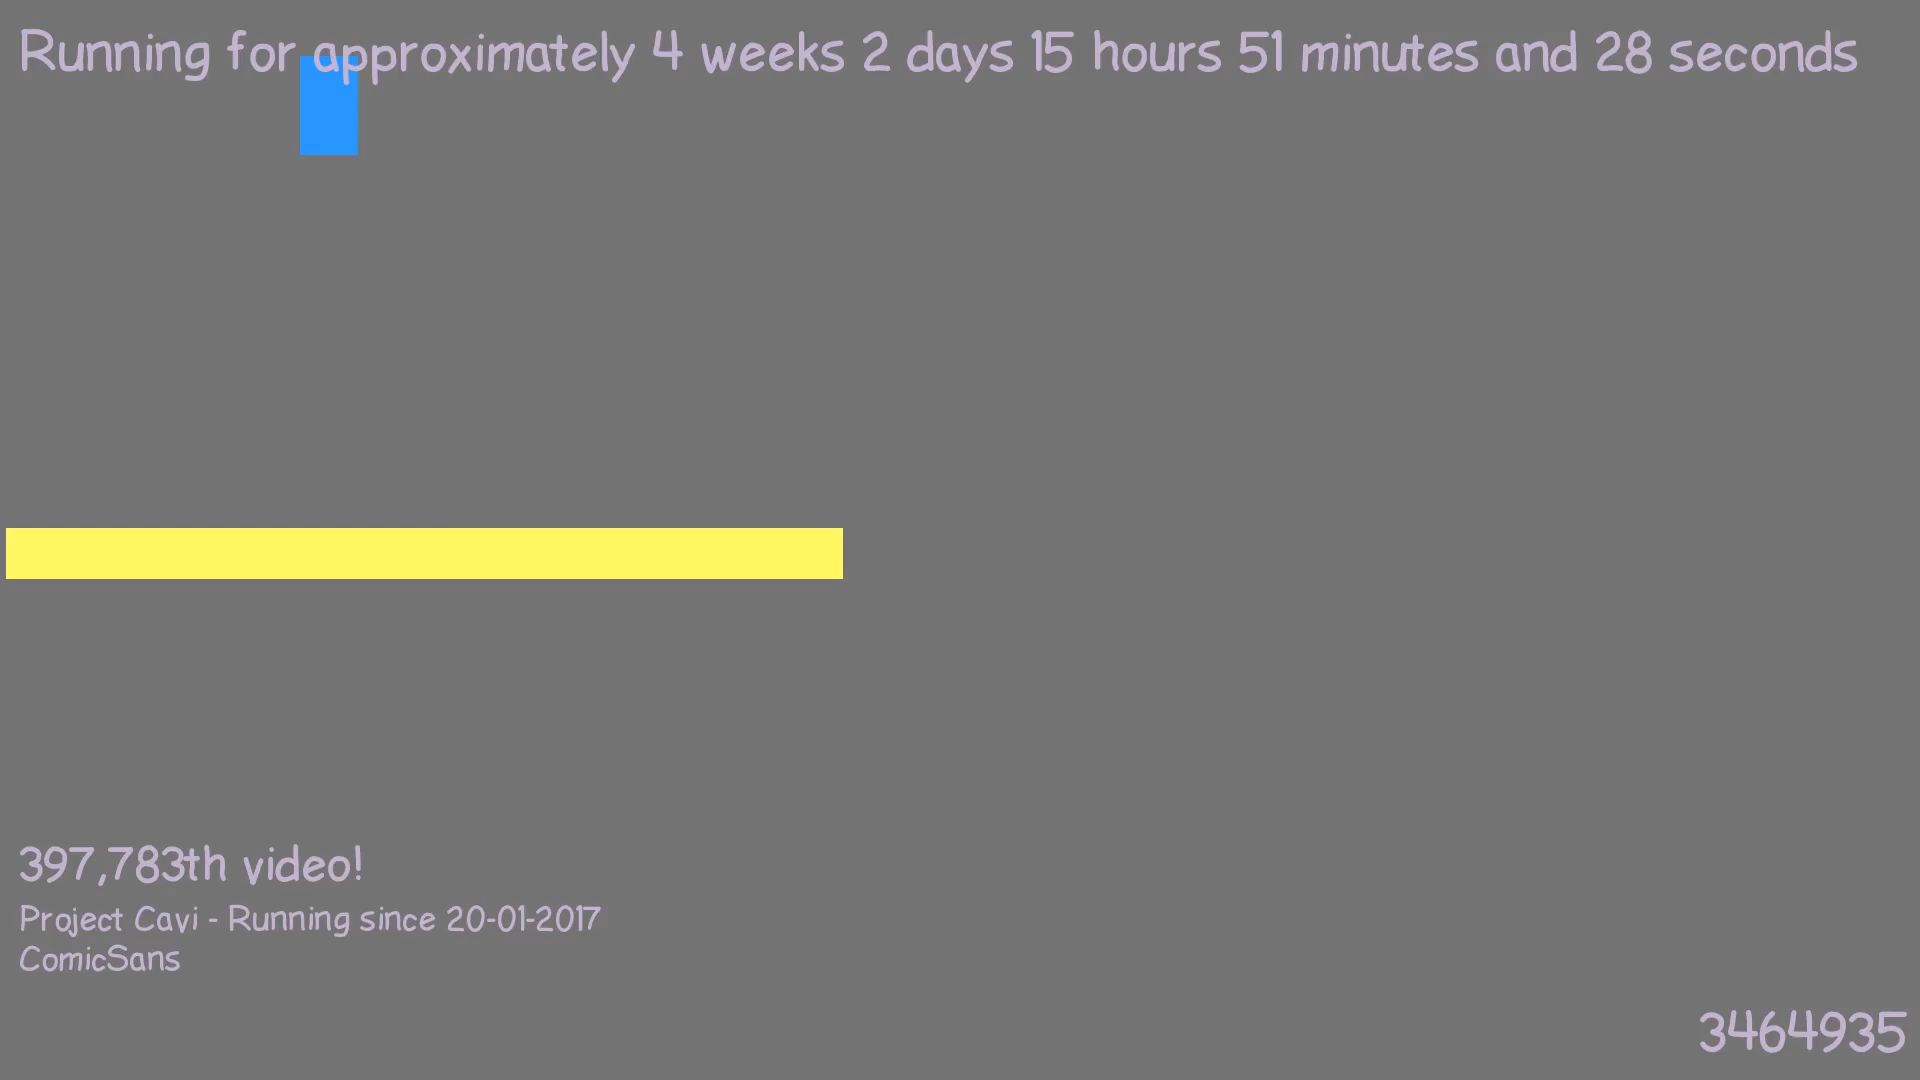 Running for approximately 4 weeks 2 days 15 hours 51 minutes and 28 seconds
397,783th video!
Project Cavi - Running since 20-01-2017
ComicSans
3464935